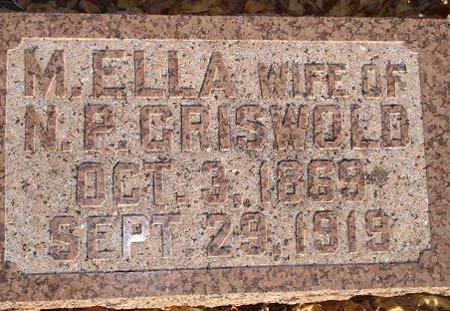 M. ELLA WIFE OF
N. P. GRISWOLD
OCT. 3, 1869
SEPT. 29, 1919